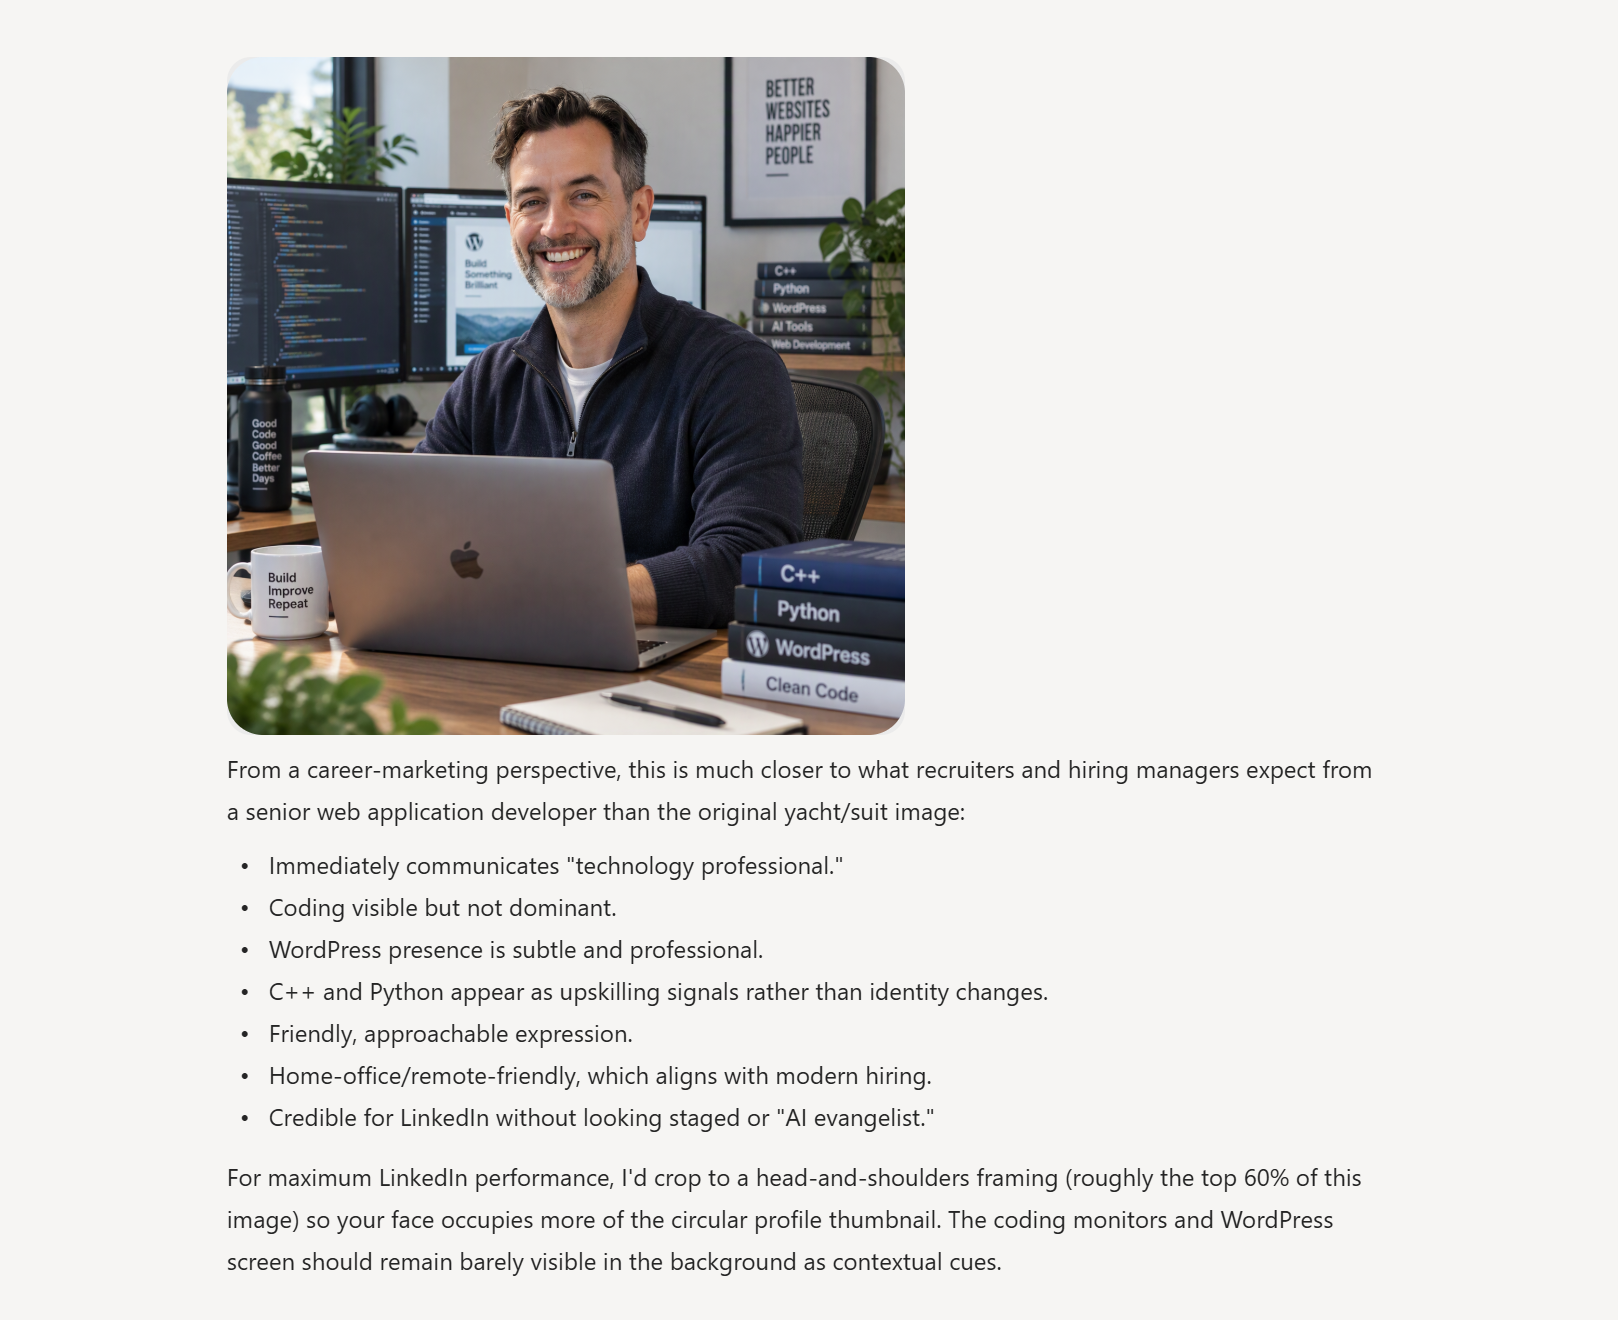 BETTER
WEBSITES
HAPPIER
PEOPLE
Build
Something
Brilliant
C++
Python
WordPress
AI Tools
Web Development
Good
Code
Good
Coffee
Better
Days
Build
Improve
Repeat
C++
Python
WordPress
Clean Code
From a career-marketing perspective, this is much closer to what recruiters and hiring managers expect from
a senior web application developer than the original yacht/suit image:
• Immediately communicates "technology professional."
• Coding visible but not dominant.
• WordPress presence is subtle and professional.
• C++ and Python appear as upskilling signals rather than identity changes.
• Friendly, approachable expression.
• Home-office/remote-friendly, which aligns with modern hiring.
• Credible for LinkedIn without looking staged or "AI evangelist."
For maximum LinkedIn performance, I'd crop to a head-and-shoulders framing (roughly the top 60% of this
image) so your face occupies more of the circular profile thumbnail. The coding monitors and WordPress
screen should remain barely visible in the background as contextual cues.